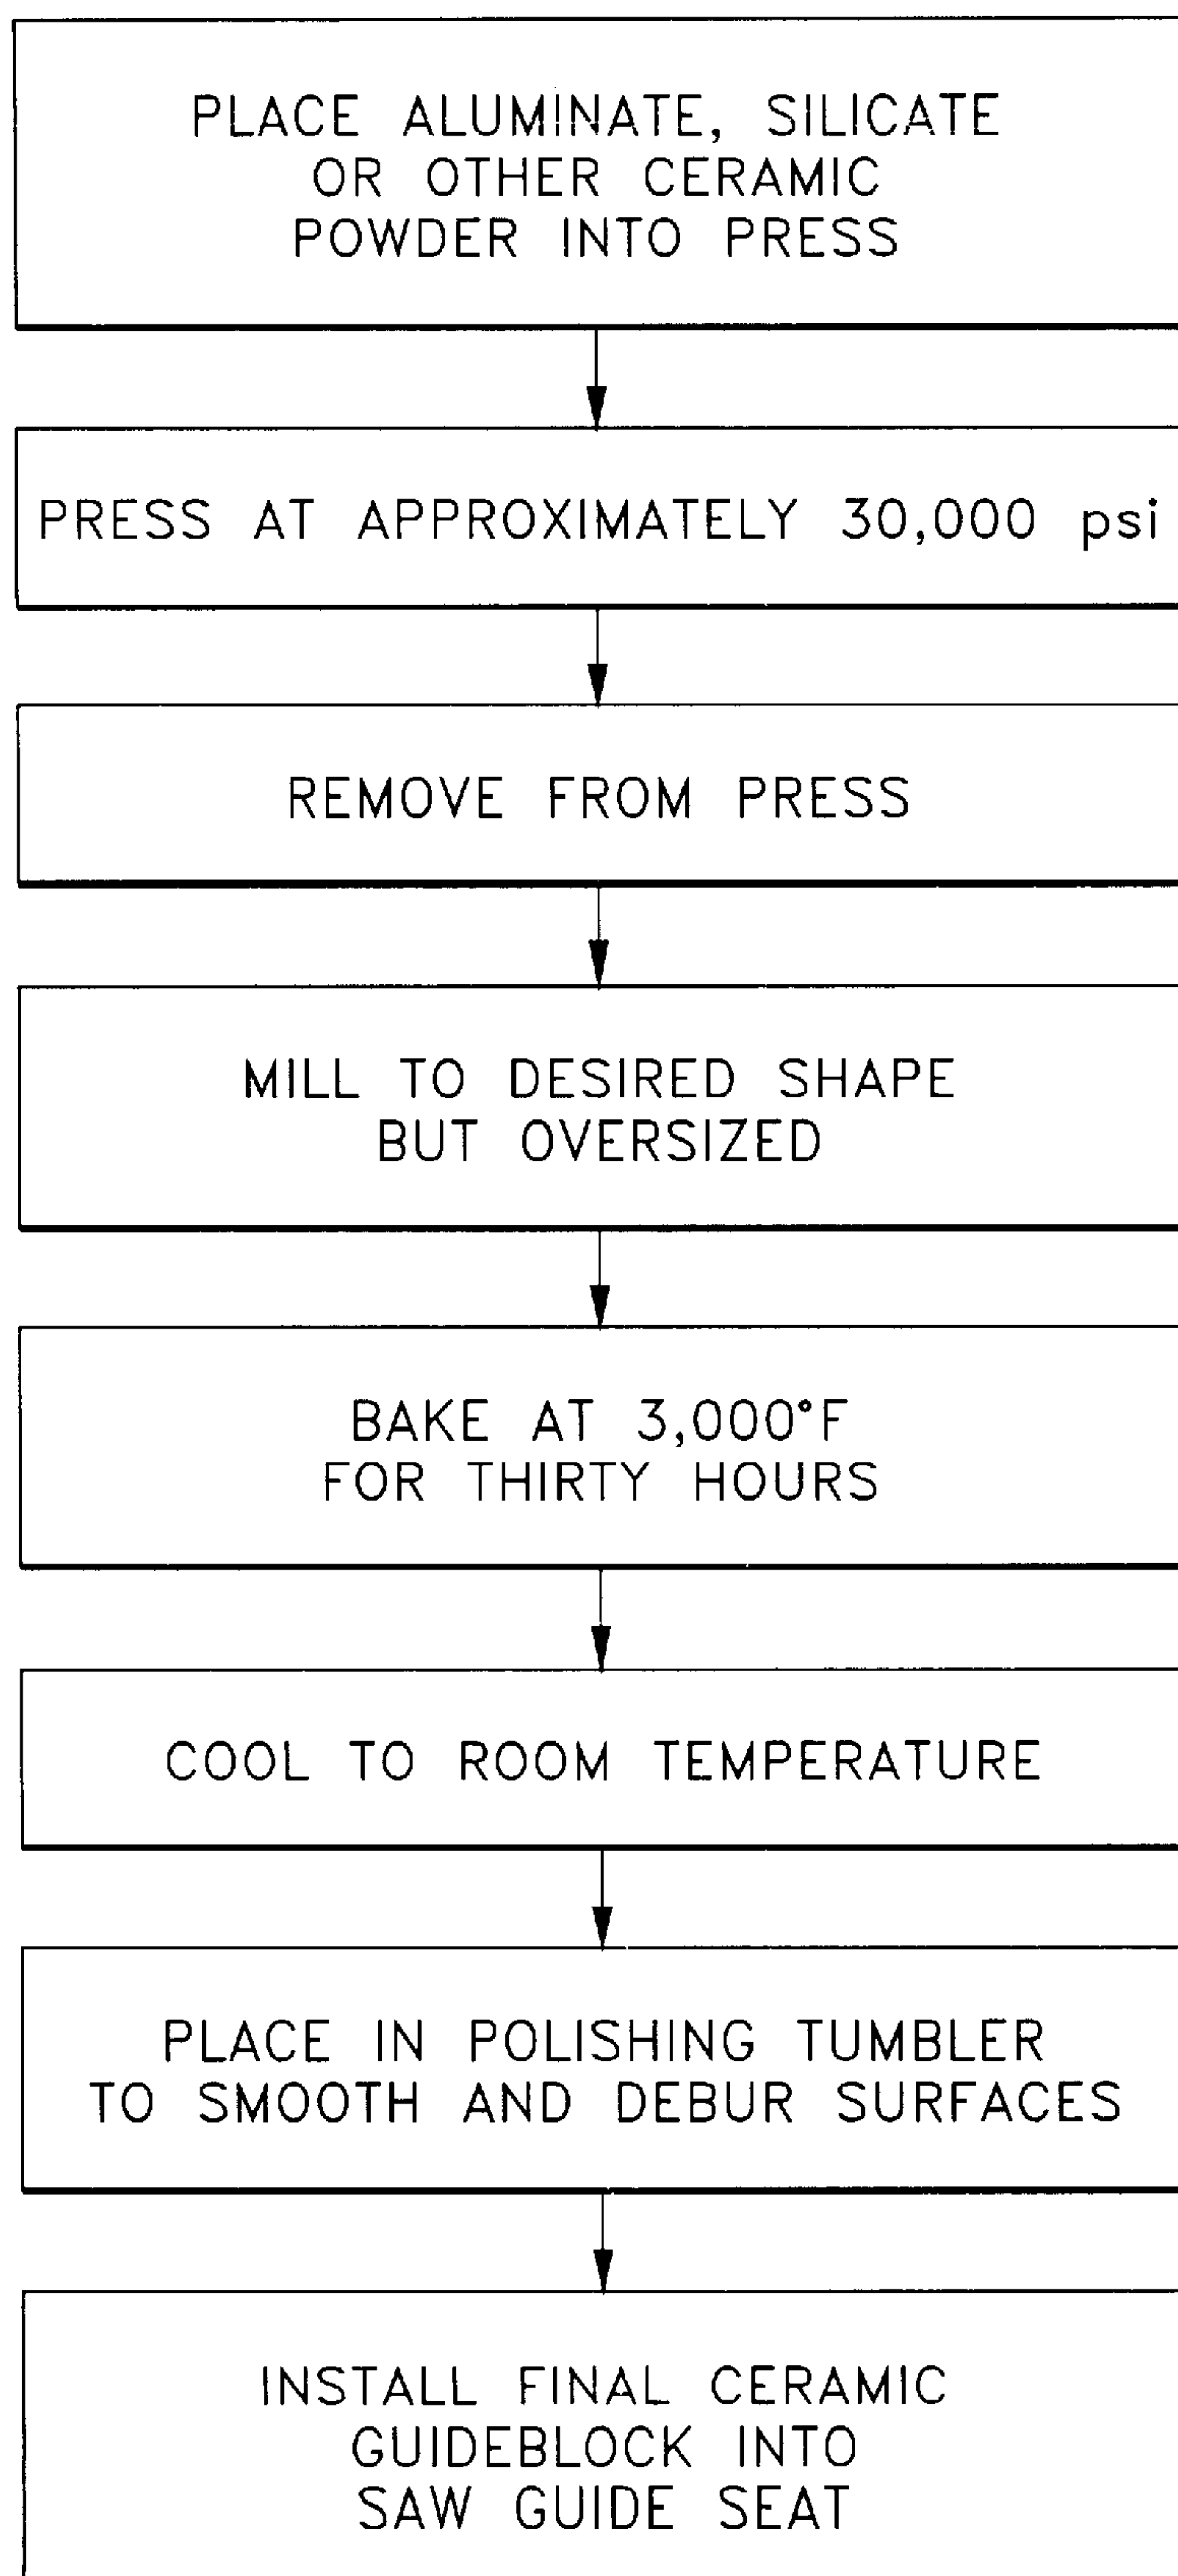 PLACE ALUMINATE, SILICATE
OR OTHER CERAMIC
POWDER INTO PRESS
PRESS AT APPROXIMATELY 30,000 psi
REMOVE FROM PRESS
MILL TO DESIRED SHAPE
BUT OVERSIZED
BAKE AT 3,000°F
FOR THIRTY HOURS
COOL TO ROOM TEMPERATURE
PLACE IN POLISHING TUMBLER
TO SMOOTH AND DEBUR SURFACES
INSTALL FINAL CERAMIC
GUIDEBLOCK INTO
SAW GUIDE SEAT